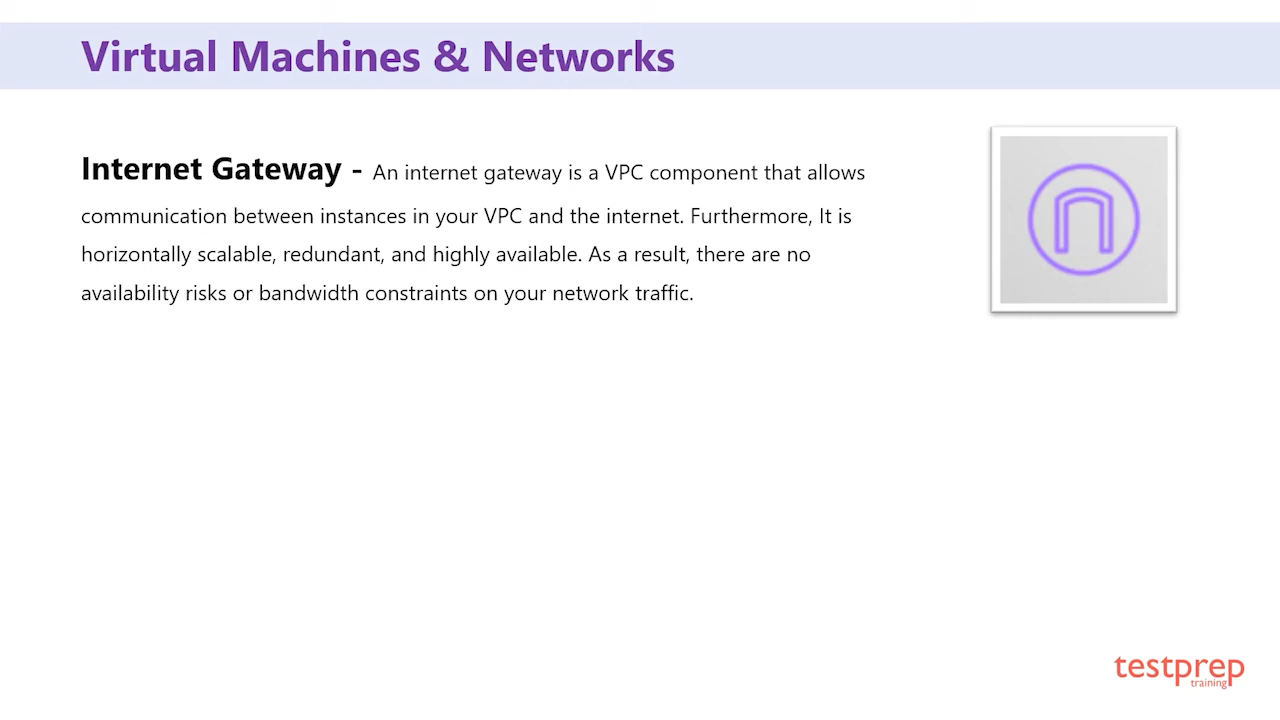 Virtual Machines & Networks
Internet Gateway - An internet gateway is a VPC component that allows
communication between instances in your VPC and the internet. Furthermore, It is
horizontally scalable, redundant, and highly available. As a result, there are no
availability risks or bandwidth constraints on your network traffic.
testprep
training